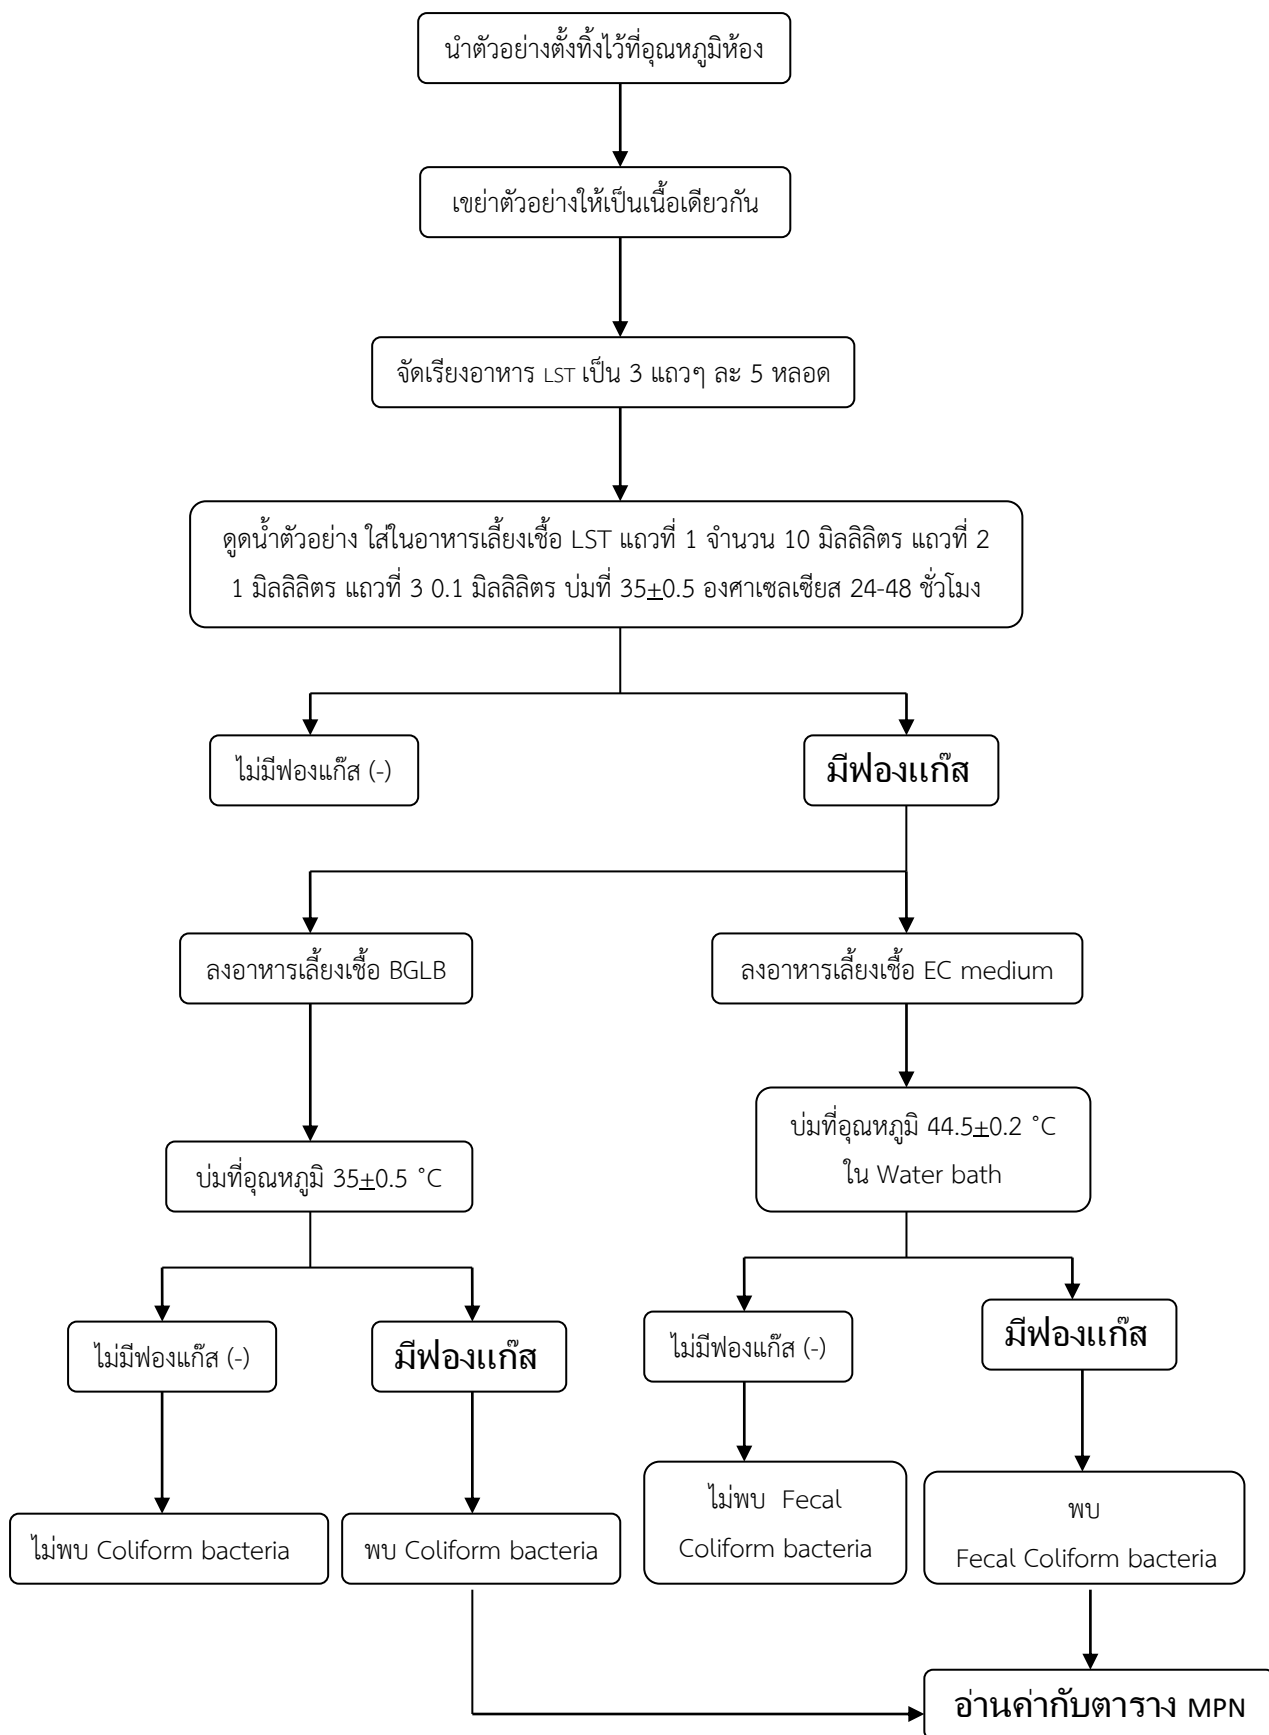 นำตัวอย่างตั้งทิ้งไว้ที่อุณหภูมิห้อง
เขย่าตัวอย่างให้เป็นเนื้อเดียวกัน
จัดเรียงอาหาร LST เป็น 3 แถวๆ ละ 5 หลอด
ดูดน้ำตัวอย่าง ใส่ในอาหารเลี้ยงเชื้อ LST แถวที่ 1 จำนวน 10 มิลลิลิตร แถวที่ 2
1 มิลลิลิตร แถวที่ 3 0.1 มิลลิลิตร บ่มที่ 35±0.5 องศาเซลเซียส 24-48 ชั่วโมง
ไม่มีฟองแก๊ส (-)
มีฟองแก๊ส
ลงอาหารเลี้ยงเชื้อ BGLB
ลงอาหารเลี้ยงเชื้อ EC medium
บ่มที่อุณหภูมิ 35±0.5 °C
บ่มที่อุณหภูมิ 44.5±0.2 °C
ใน Water bath
ไม่มีฟองแก๊ส (-)
มีฟองแก๊ส
ไม่มีฟองแก๊ส (-)
มีฟองแก๊ส
ไม่พบ Coliform bacteria
พบ Coliform bacteria
ไม่พบ Fecal
Coliform bacteria
พบ
Fecal Coliform bacteria
อ่านค่ากับตาราง MPN